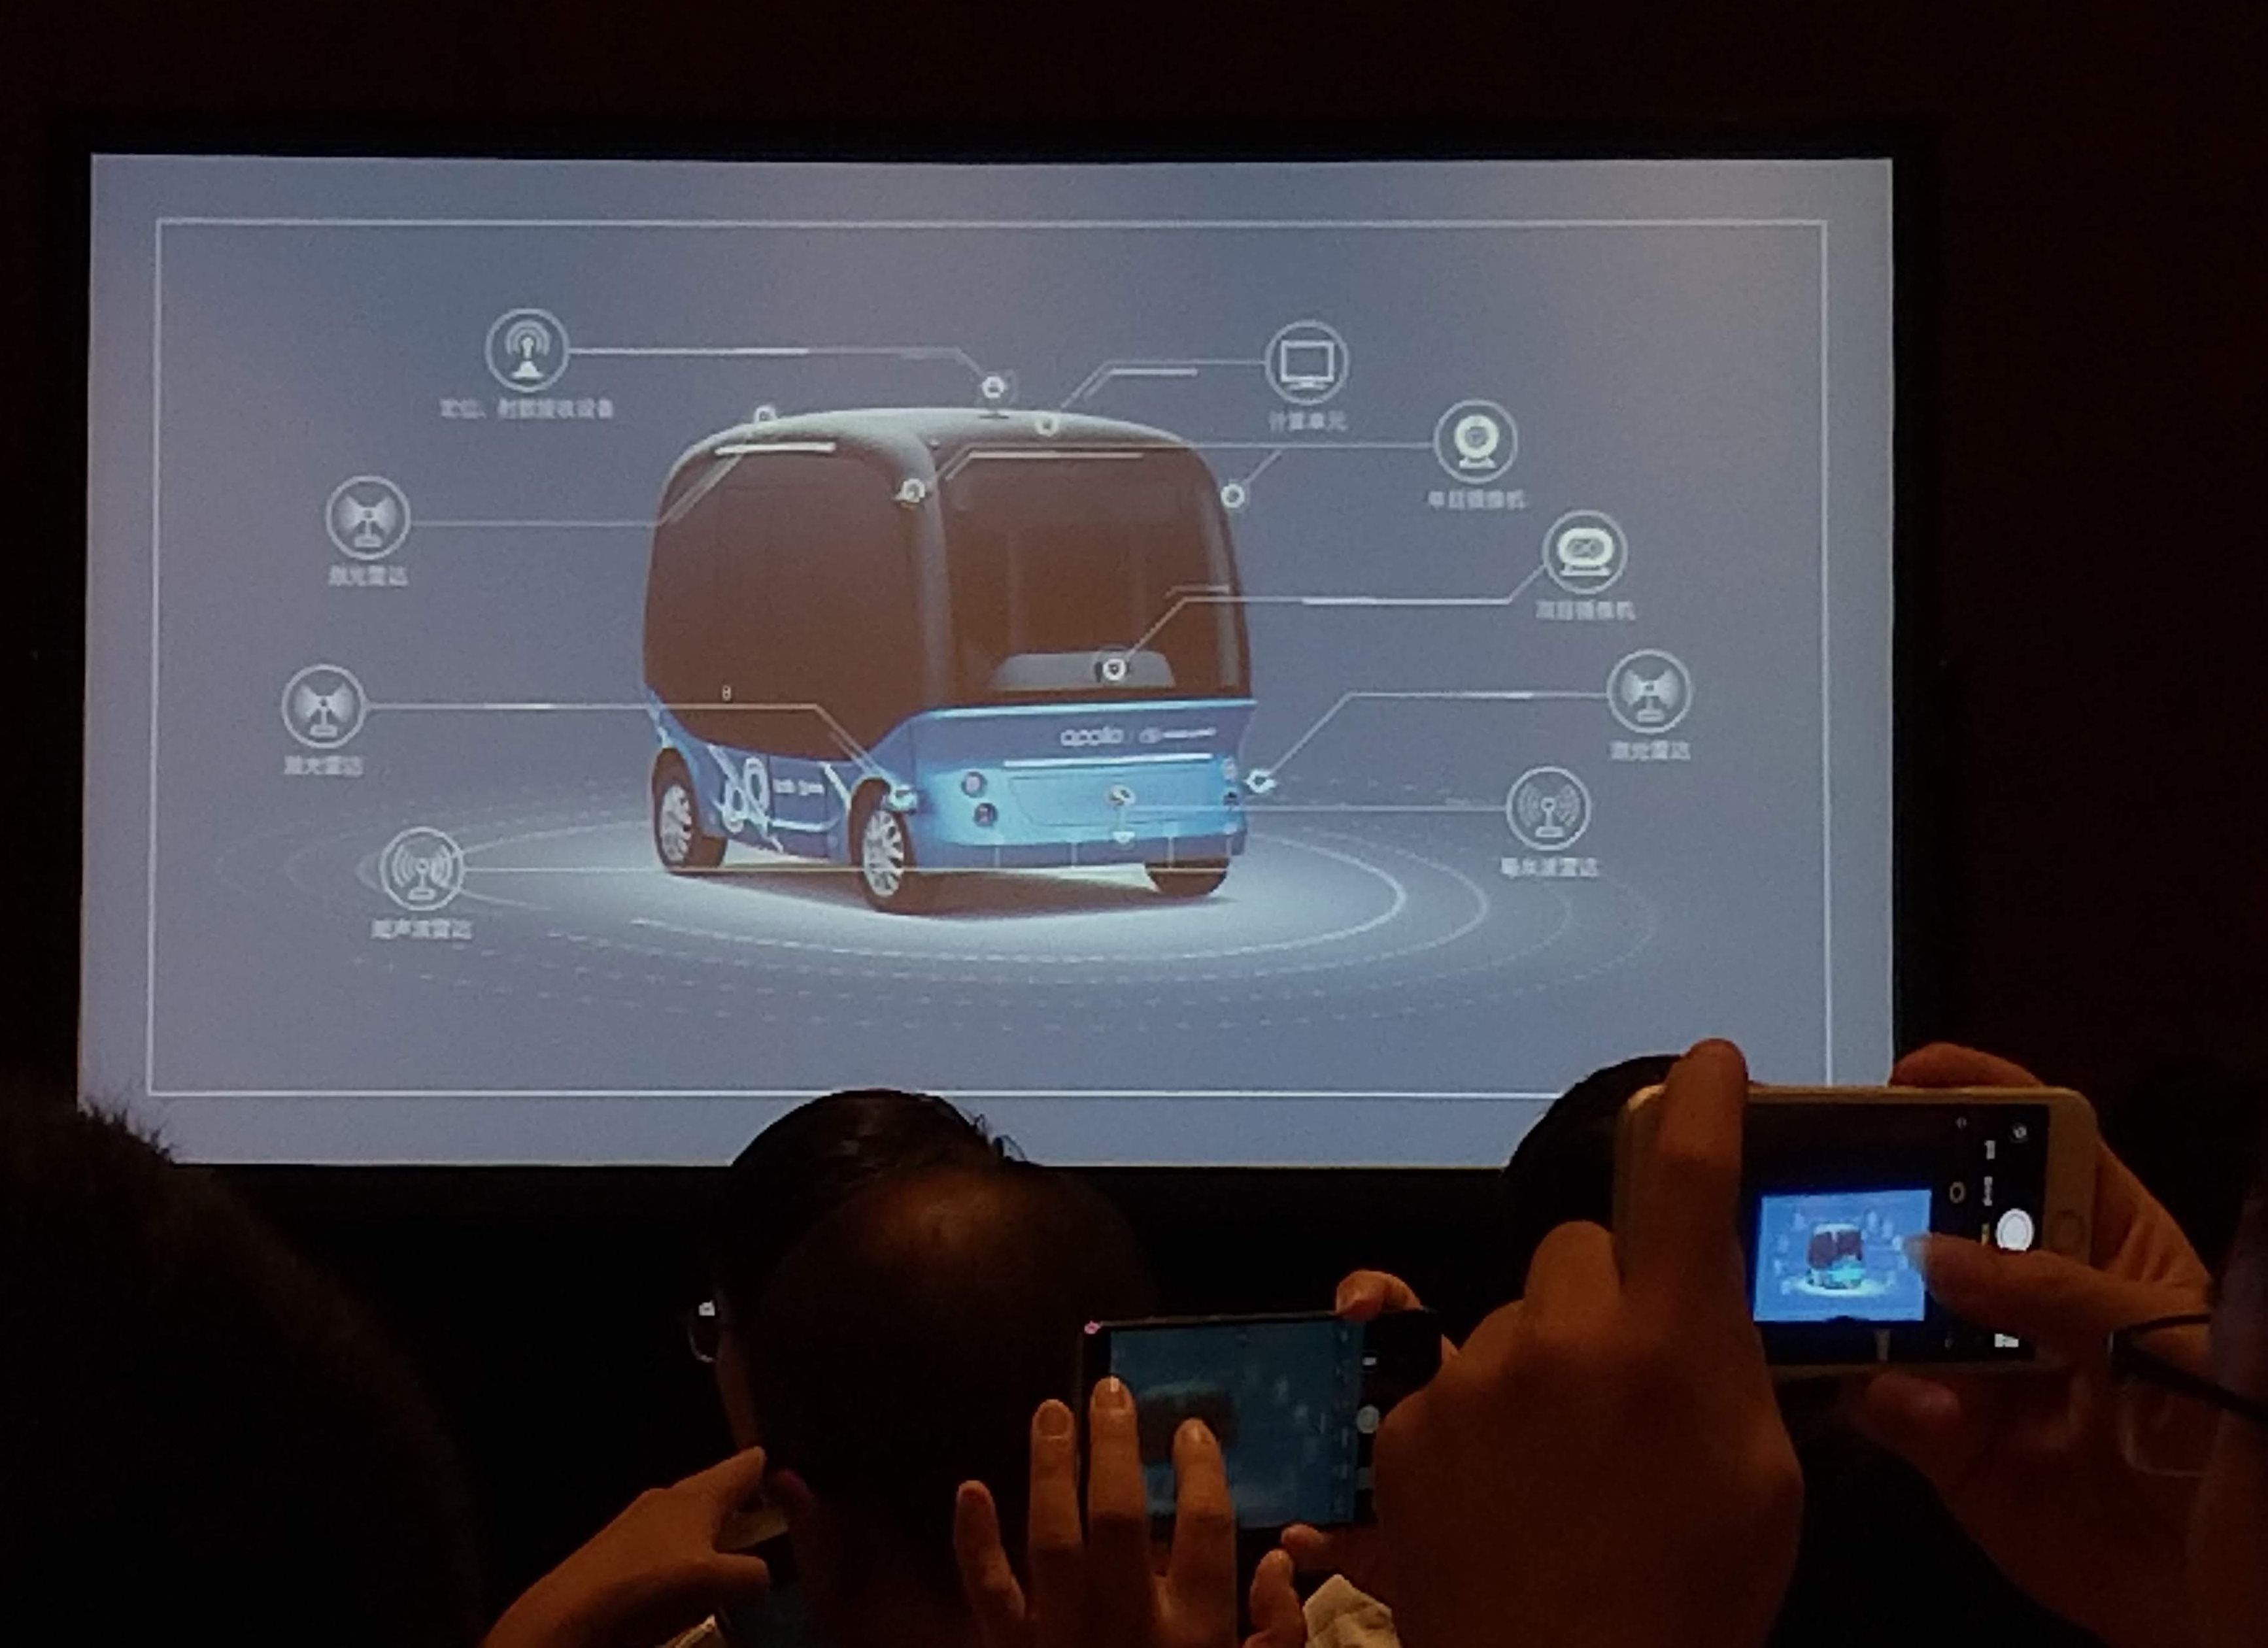 定位、射数接收设备
计算单元
单目摄像机
激光雷达
双目摄像机
激光雷达
激光雷达
apollo
毫米波雷达
超声波雷达